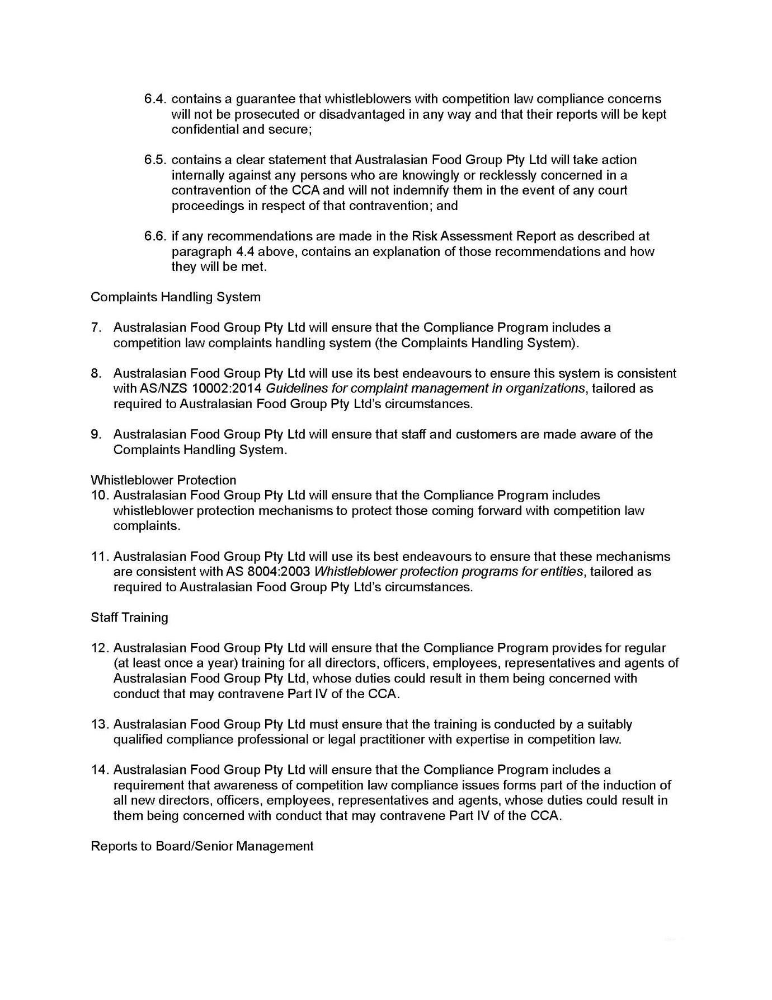 6.4. contains a guarantee that whistleblowers with competition law compliance concerns
will not be prosecuted or disadvantaged in any way and that their reports will be kept
confidential and secure;
6.5. contains a clear statement that Australasian Food Group Pty Ltd will take action
internally against any persons who are knowingly or recklessly concerned in a
contravention of the CCA and will not indemnify them in the event of any court
proceedings in respect of that contravention; and
6.6. if any recommendations are made in the Risk Assessment Report as described at
paragraph 4.4 above, contains an explanation of those recommendations and how
they will be met.
Complaints Handling System
7. Australasian Food Group Pty Ltd will ensure that the Compliance Program includes a
competition law complaints handling system (the Complaints Handling System).
8. Australasian Food Group Pty Ltd will use its best endeavours to ensure this system is consistent
with AS/NZS 10002:2014 Guidelines for complaint management in organizations, tailored as
required to Australasian Food Group Pty Ltd’s circumstances.
9. Australasian Food Group Pty Ltd will ensure that staff and customers are made aware of the
Complaints Handling System.
Whistleblower Protection
10. Australasian Food Group Pty Ltd will ensure that the Compliance Program includes
whistleblower protection mechanisms to protect those coming forward with competition law
complaints.
11. Australasian Food Group Pty Ltd will use its best endeavours to ensure that these mechanisms
are consistent with AS 8004:2003 Whistleblower protection programs for entities, tailored as
required to Australasian Food Group Pty Ltd’s circumstances.
Staff Training
12. Australasian Food Group Pty Ltd will ensure that the Compliance Program provides for regular
(at least once a year) training for all directors, officers, employees, representatives and agents of
Australasian Food Group Pty Ltd, whose duties could result in them being concerned with
conduct that may contravene Part IV of the CCA.
13. Australasian Food Group Pty Ltd must ensure that the training is conducted by a suitably
qualified compliance professional or legal practitioner with expertise in competition law.
14. Australasian Food Group Pty Ltd will ensure that the Compliance Program includes a
requirement that awareness of competition law compliance issues forms part of the induction of
all new directors, officers, employees, representatives and agents, whose duties could result in
them being concerned with conduct that may contravene Part IV of the CCA.
Reports to Board/Senior Management